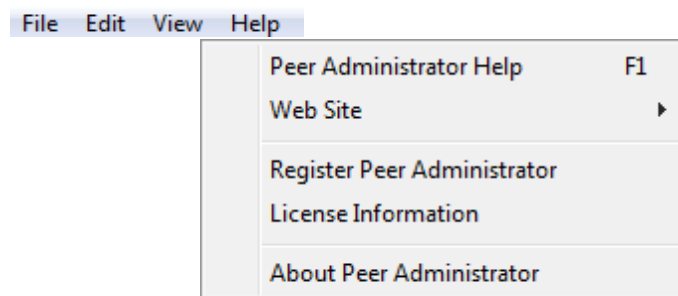 File Edit View Help
Peer Administrator Help F1
Web Site
Register Peer Administrator
License Information
About Peer Administrator